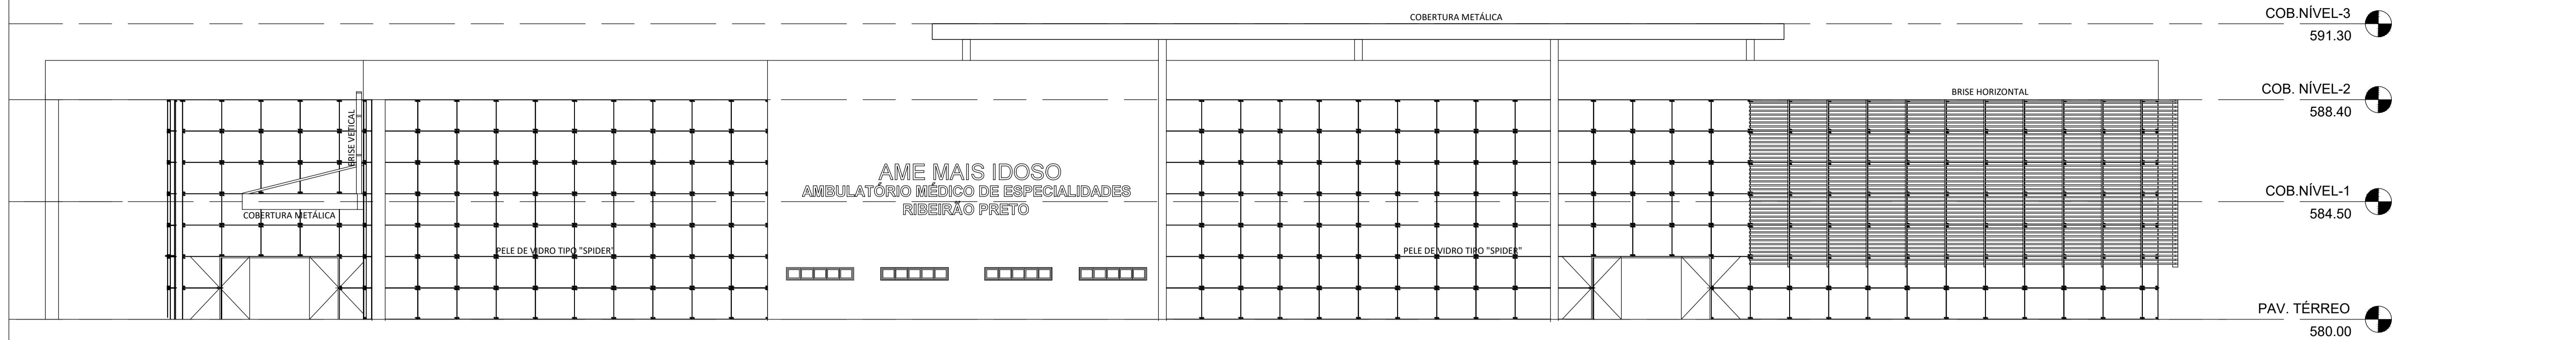 COBERTURA METÁLICA
COB.NÍVEL-3
591.30
BRISE HORIZONTAL
COB. NÍVEL-2
588.40
BRISE VETICAL
AME MAIS IDOSO
AMBULATÓRIO MÉDICO DE ESPECIALIDADES
RIBEIRÃO PRETO
COB.NÍVEL-1
584.50
COBERTURA METÁLICA
PELE DE VIDRO TIPO "SPIDER"
PELE DE VIDRO TIPO "SPIDER"
PAV. TÉRREO
580.00